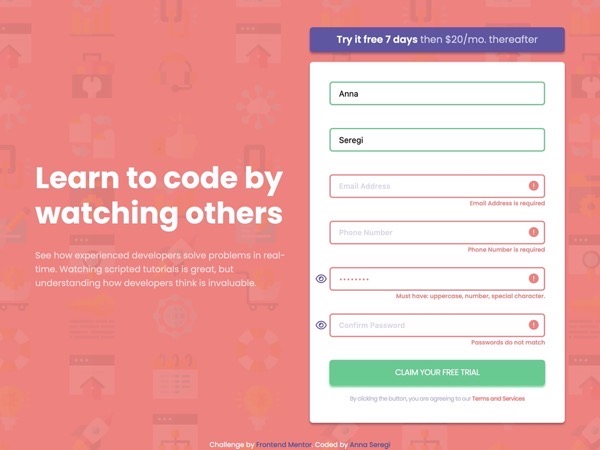 Try it free 7 days then $20/mo. thereafter
Anna
Seregi
Learn to code by
watching others
See how experienced developers solve problems in real-
time. Watching scripted tutorials is great, but
understanding how developers think is invaluable.
Email Address
Email Address is required
Phone Number
Phone Number is required
Must have: uppercase, number, special character.
Confirm Password
Passwords do not match
CLAIM YOUR FREE TRIAL
By clicking the button, you are agreeing to our Terms and Services
Challenge by Frontend Mentor. Coded by Anna Seregi